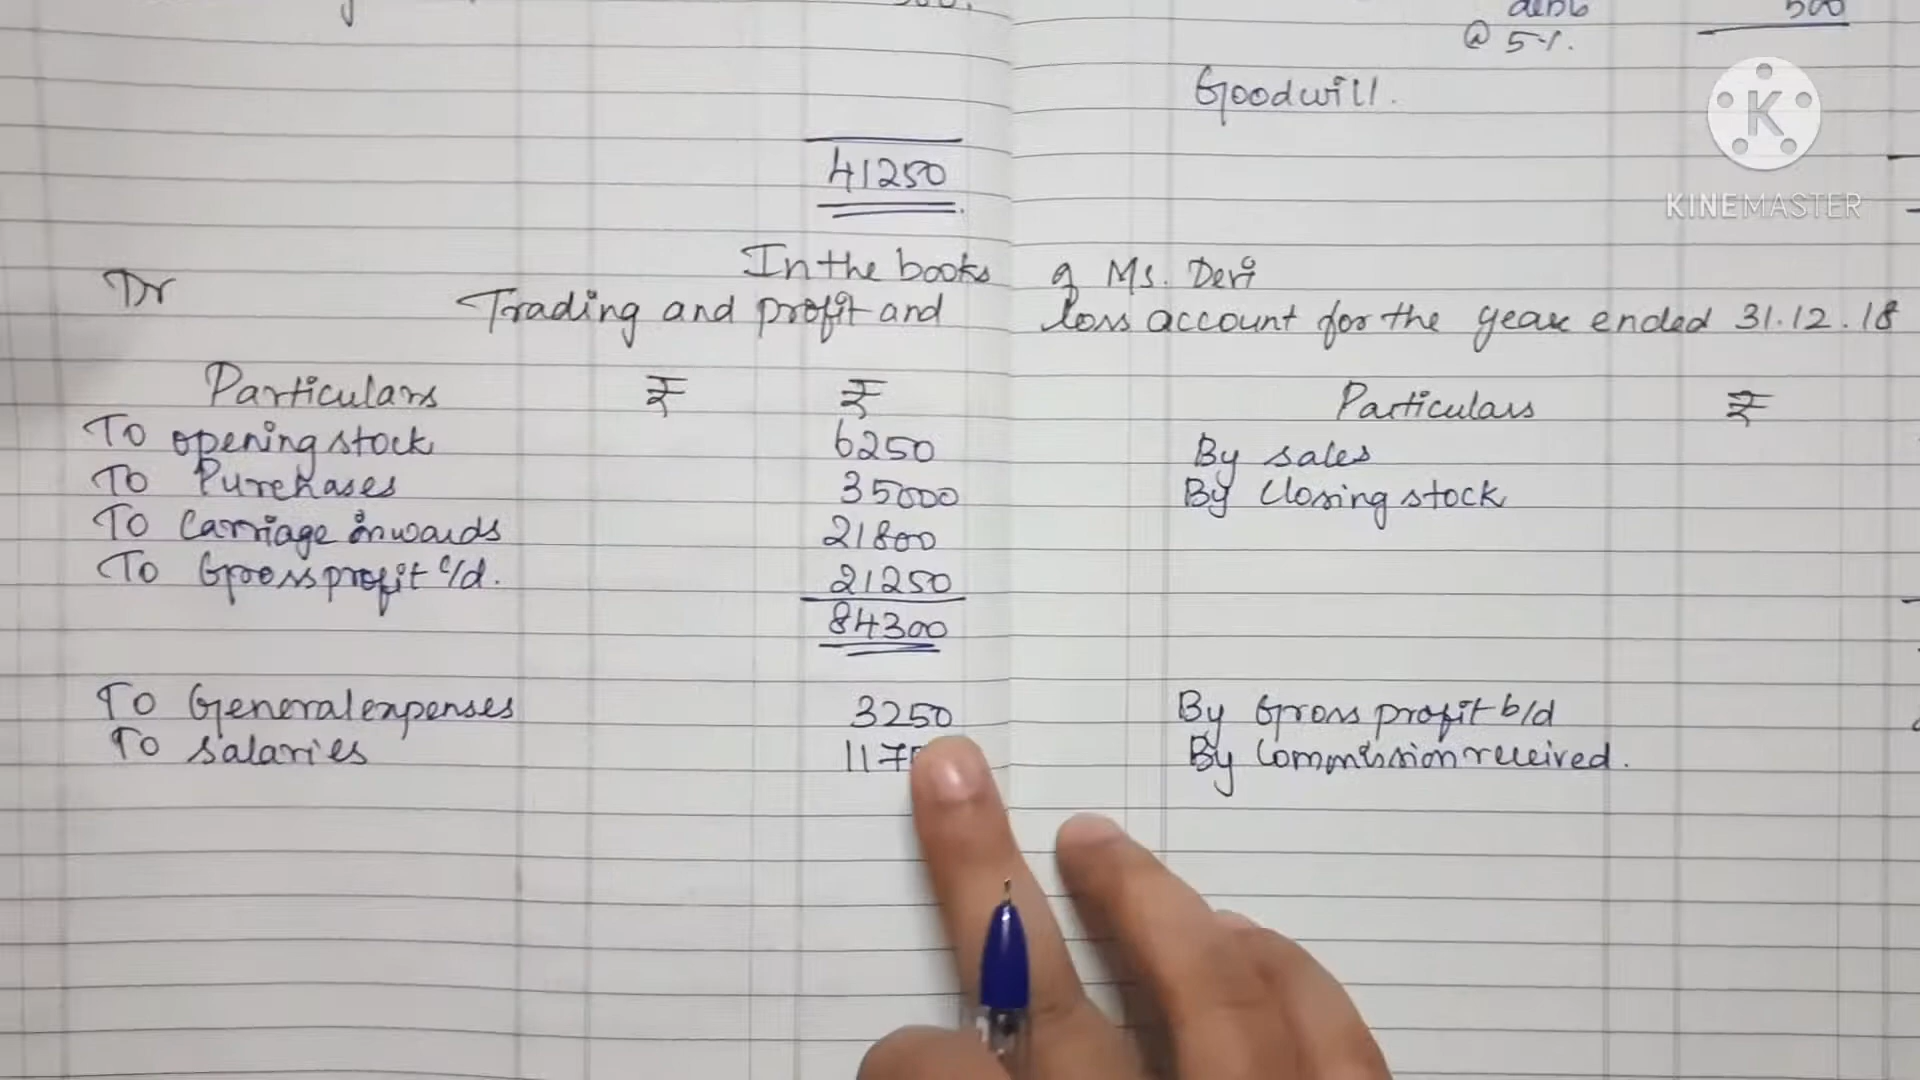 500
@ 5%.
Goodwill.
KINEMASTER
41250
In the books of Ms. Devi
Dr
Trading and profit and loss account for the year ended 31.12.18
Particulars ₹ ₹ Particulars ₹
To opening stock 6250 By sales
To Purchases 35000 By Closing stock
To Carriage inwards 21800
To Gross profit c/d. 21250
84300
To General expenses 3250 By Gross profit b/d
To salaries By Commission received.